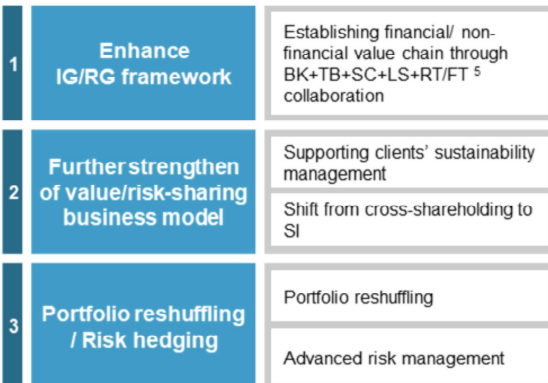 1
Enhance
IG/RG framework
Establishing financial/ non-
financial value chain through
BK+TB+SC+LS+RT/FT 5
collaboration
2
Further strengthen
of value/risk-sharing
business model
Supporting clients' sustainability
management
Shift from cross-shareholding to
SI
3
Portfolio reshuffling
/ Risk hedging
Portfolio reshuffling
Advanced risk management